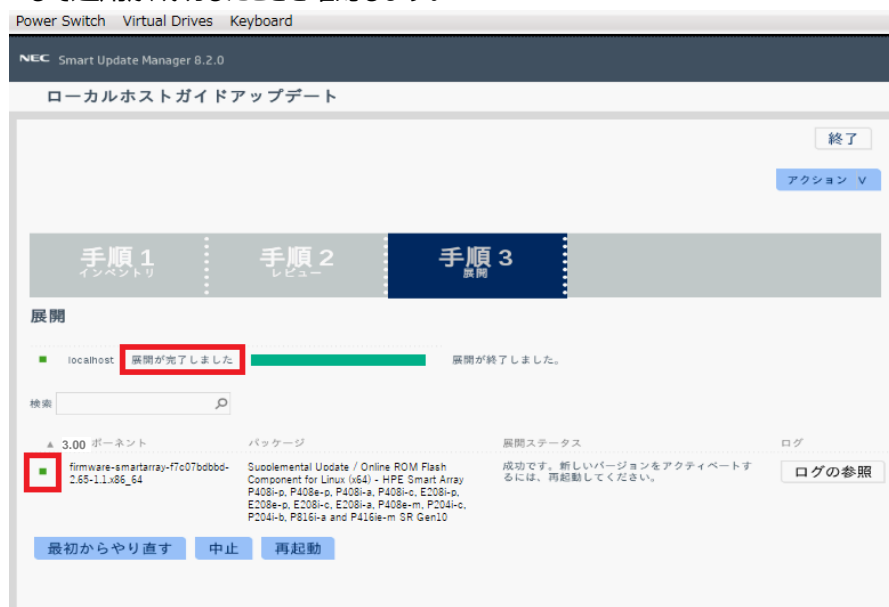 Power Switch Virtual Drives Keyboard
NEC Smart Update Manager 8.2.0
ローカルホストガイドアップデート
終了
アクション ∨
手順 1
インベントリ
手順 2
レビュー
手順 3
展開
展開
localhost 展開が完了しました 展開が終了しました。
検索
▲ 3.00 ポーネント パッケージ 展開ステータス ログ
firmware-smartarray-f7c07bdbbd-
2.65-1.1.x86_64
Supplemental Update / Online ROM Flash
Component for Linux (x64) - HPE Smart Array
P408i-p, P408e-p, P408i-a, P408i-c, E208i-p,
E208e-p, E208i-c, E208i-a, P408e-m, P204i-c,
P204i-b, P816i-a and P416ie-m SR Gen10
成功です。新しいバージョンをアクティベートす
るには、再起動してください。
ログの参照
最初からやり直す 中止 再起動